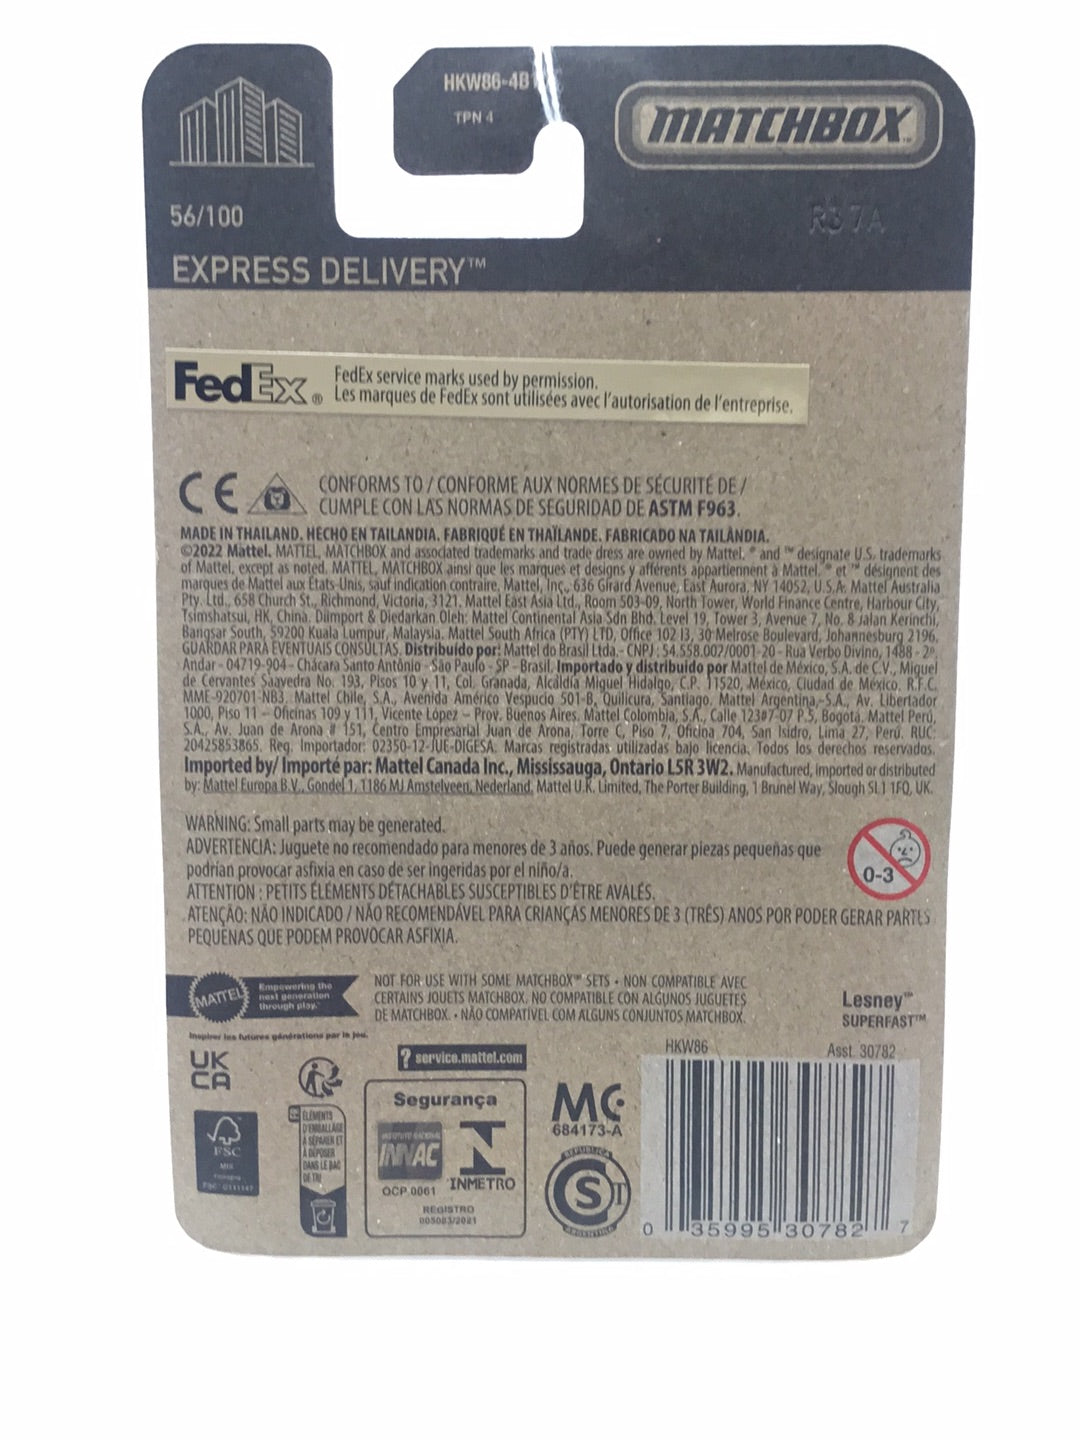 HKW86-4B
TPN 4
MATCHBOX
56/100
R37A
EXPRESS DELIVERY™
FedEx® FedEx service marks used by permission.
Les marques de FedEx sont utilisées avec l'autorisation de l'entreprise.
CE CONFORMS TO / CONFORME AUX NORMES DE SÉCURITÉ DE /
CUMPLE CON LAS NORMAS DE SEGURIDAD DE ASTM F963.
MADE IN THAILAND. HECHO EN TAILANDIA. FABRIQUÉ EN THAÏLANDE. FABRICADO NA TAILÂNDIA.
©2022 Mattel. MATTEL, MATCHBOX and associated trademarks and trade dress are owned by Mattel. ® and ™ designate U.S. trademarks
of Mattel, except as noted. MATTEL, MATCHBOX ainsi que les marques et designs y afférents appartiennent à Mattel. ® et ™ désignent des
marques de Mattel aux États-Unis, sauf indication contraire. Mattel, Inc., 636 Girard Avenue, East Aurora, NY 14052, U.S.A. Mattel Australia
Pty. Ltd., 658 Church St., Richmond, Victoria, 3121. Mattel East Asia Ltd., Room 503-09, North Tower, World Finance Centre, Harbour City,
Tsimshatsui, HK, China. Diimport & Diedarkan Oleh: Mattel Continental Asia Sdn Bhd. Level 19, Tower 3, Avenue 7, No. 8 Jalan Kerinchi,
Bangsar South, 59200 Kuala Lumpur, Malaysia. Mattel South Africa (PTY) LTD, Office 102 I3, 30 Melrose Boulevard, Johannesburg 2196.
GUARDAR PARA EVENTUAIS CONSULTAS. Distribuído por: Mattel do Brasil Ltda.- CNPJ : 54.558.002/0001-20 - Rua Verbo Divino, 1488 - 2º.
Andar - 04719-904 - Chácara Santo Antônio - São Paulo - SP - Brasil. Importado y distribuido por Mattel de México, S.A. de C.V., Miguel
de Cervantes Saavedra No. 193, Pisos 10 y 11, Col. Granada, Alcaldía Miguel Hidalgo, C.P. 11520, México, Ciudad de México. R.F.C.
MME-920701-NB3. Mattel Chile, S.A., Avenida Américo Vespucio 501-B, Quilicura, Santiago. Mattel Argentina, S.A., Av. Libertador
1000, Piso 11 – Oficinas 109 y 111, Vicente López – Prov. Buenos Aires. Mattel Colombia, S.A., Calle 123#7-07 P.5, Bogotá. Mattel Perú,
S.A., Av. Juan de Arona # 151, Centro Empresarial Juan de Arona, Torre C, Piso 7, Oficina 704, San Isidro, Lima 27, Perú. RUC:
20425853865. Reg. Importador: 02350-12-JUE-DIGESA. Marcas registradas utilizadas bajo licencia. Todos los derechos reservados.
Imported by/ Importé par: Mattel Canada Inc., Mississauga, Ontario L5R 3W2. Manufactured, imported or distributed
by: Mattel Europa B.V., Gondel 1, 1186 MJ Amstelveen, Nederland. Mattel U.K. Limited, The Porter Building, 1 Brunel Way, Slough SL1 1FQ, UK.
WARNING: Small parts may be generated.
ADVERTENCIA: Juguete no recomendado para menores de 3 años. Puede generar piezas pequeñas que
podrían provocar asfixia en caso de ser ingeridas por el niño/a.
ATTENTION : PETITS ÉLÉMENTS DÉTACHABLES SUSCEPTIBLES D'ÊTRE AVALÉS.
ATENÇÃO: NÃO INDICADO / NÃO RECOMENDÁVEL PARA CRIANÇAS MENORES DE 3 (TRÊS) ANOS POR PODER GERAR PARTES
PEQUENAS QUE PODEM PROVOCAR ASFIXIA.
0-3
MATTEL
Empowering the
next generation
through play.™
Inspirer les futures générations par le jeu.
NOT FOR USE WITH SOME MATCHBOX™ SETS • NON COMPATIBLE AVEC
CERTAINS JOUETS MATCHBOX. NO COMPATIBLE CON ALGUNOS JUGUETES
DE MATCHBOX. • NÃO COMPATÍVEL COM ALGUNS CONJUNTOS MATCHBOX.
Lesney™
SUPERFAST™
UK
CA
FSC
MIX
Packaging
? service.mattel.com
ÉLÉMENTS
D'EMBALLAGE
À SÉPARER ET
À DÉPOSER
DANS LE BAC
DE TRI
FR
Segurança
INSTITUTO NACIONAL
INNAC
OCP 0061
INMETRO
REGISTRO
005083/2021
MC
684173-A
REPUBLICA
S
ARGENTINA
HKW86
Asst. 30782
0 35995 30782 7